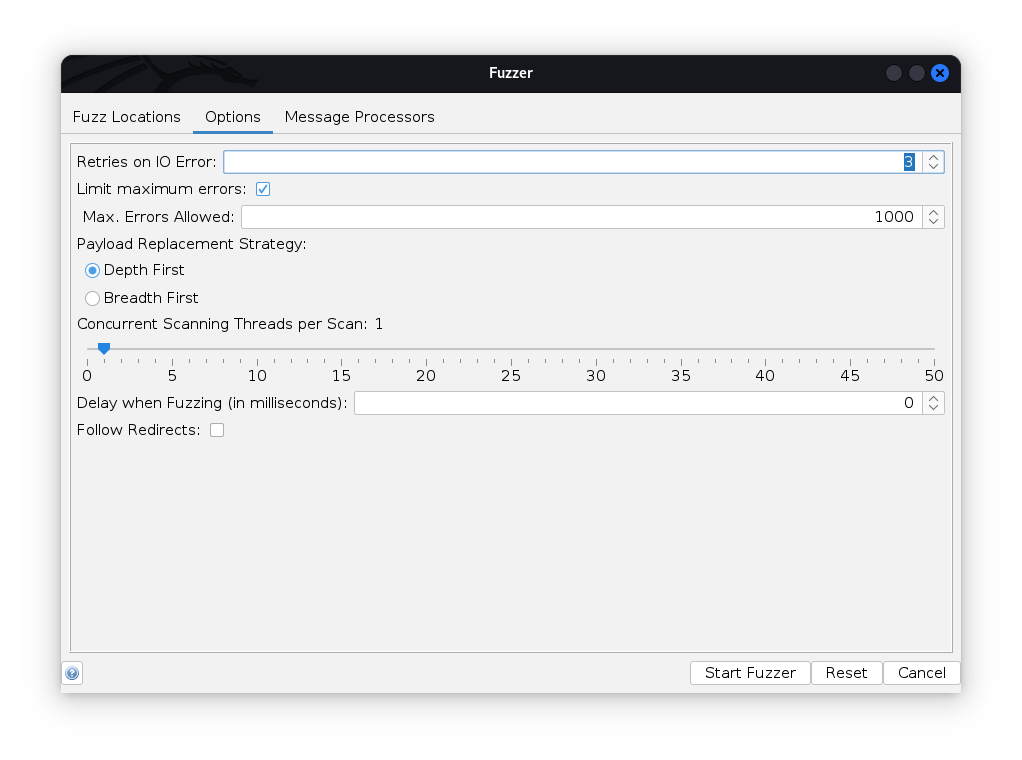 Fuzzer
Fuzz Locations Options Message Processors
Retries on IO Error: 3
Limit maximum errors:
Max. Errors Allowed: 1000
Payload Replacement Strategy:
Depth First
Breadth First
Concurrent Scanning Threads per Scan: 1
0 5 10 15 20 25 30 35 40 45 50
Delay when Fuzzing (in milliseconds): 0
Follow Redirects:
? Start Fuzzer Reset Cancel